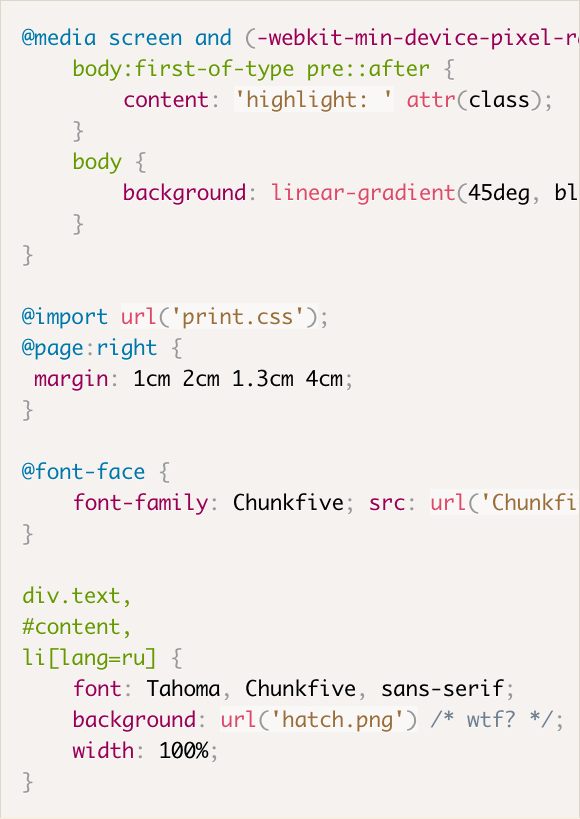 @media screen and (-webkit-min-device-pixel-r
body:first-of-type pre::after {
content: 'highlight: ' attr(class);
}
body {
background: linear-gradient(45deg, bl
}
}
@import url('print.css');
@page:right {
margin: 1cm 2cm 1.3cm 4cm;
}
@font-face {
font-family: Chunkfive; src: url('Chunkfi
}
div.text,
#content,
li[lang=ru] {
font: Tahoma, Chunkfive, sans-serif;
background: url('hatch.png') /* wtf? */;
width: 100%;
}